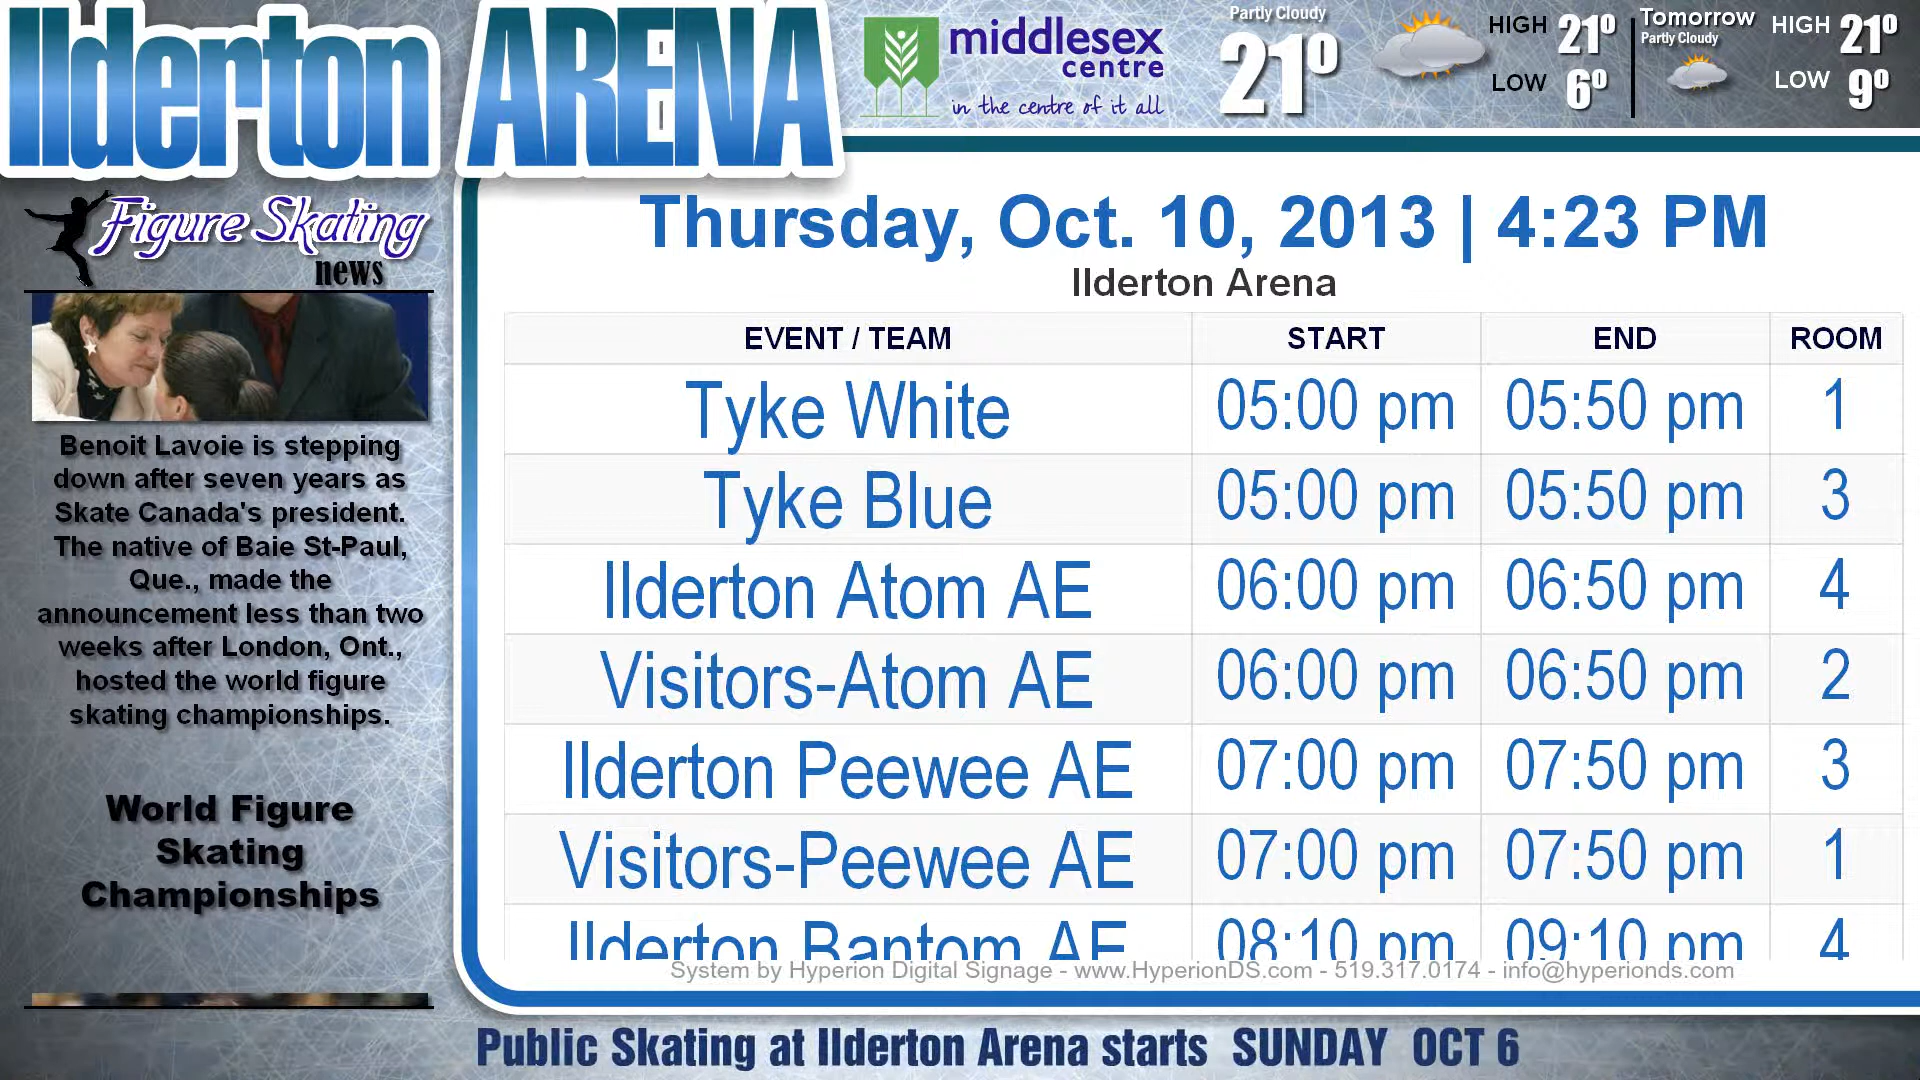 Ilderton ARENA
middlesex
centre
in the centre of it all
Partly Cloudy
21º
HIGH 21º
LOW 6º
Tomorrow
Partly Cloudy
HIGH 21º
LOW 9º
Figure Skating
news
Benoit Lavoie is stepping
down after seven years as
Skate Canada's president.
The native of Baie St-Paul,
Que., made the
announcement less than two
weeks after London, Ont.,
hosted the world figure
skating championships.
World Figure
Skating
Championships
Thursday, Oct. 10, 2013 | 4:23 PM
Ilderton Arena
EVENT / TEAM START END ROOM
Tyke White 05:00 pm 05:50 pm 1
Tyke Blue 05:00 pm 05:50 pm 3
Ilderton Atom AE 06:00 pm 06:50 pm 4
Visitors-Atom AE 06:00 pm 06:50 pm 2
Ilderton Peewee AE 07:00 pm 07:50 pm 3
Visitors-Peewee AE 07:00 pm 07:50 pm 1
Ilderton Bantom AE 08:10 pm 09:10 pm 4
System by Hyperion Digital Signage - www.HyperionDS.com - 519.317.0174 - info@hyperionds.com
Public Skating at Ilderton Arena starts SUNDAY OCT 6